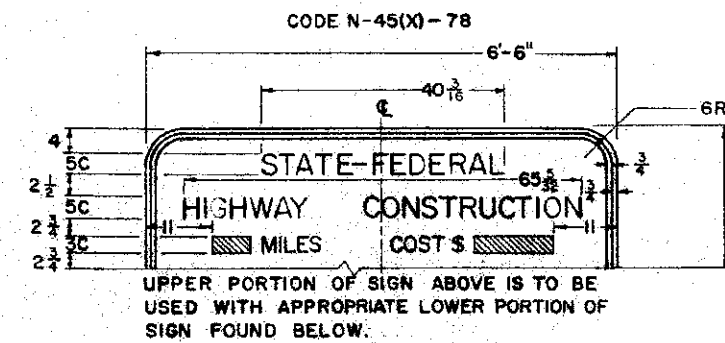 CODE N-45(X)-78
6'-6"
40 3/16
℄
6R
4
5C
STATE-FEDERAL
3/4
2 1/2
65 5/32
3/4
5C
HIGHWAY CONSTRUCTION
2 3/4
11
11
3C
MILES COST $
2 3/4
UPPER PORTION OF SIGN ABOVE IS TO BE
USED WITH APPROPRIATE LOWER PORTION OF
SIGN FOUND BELOW.